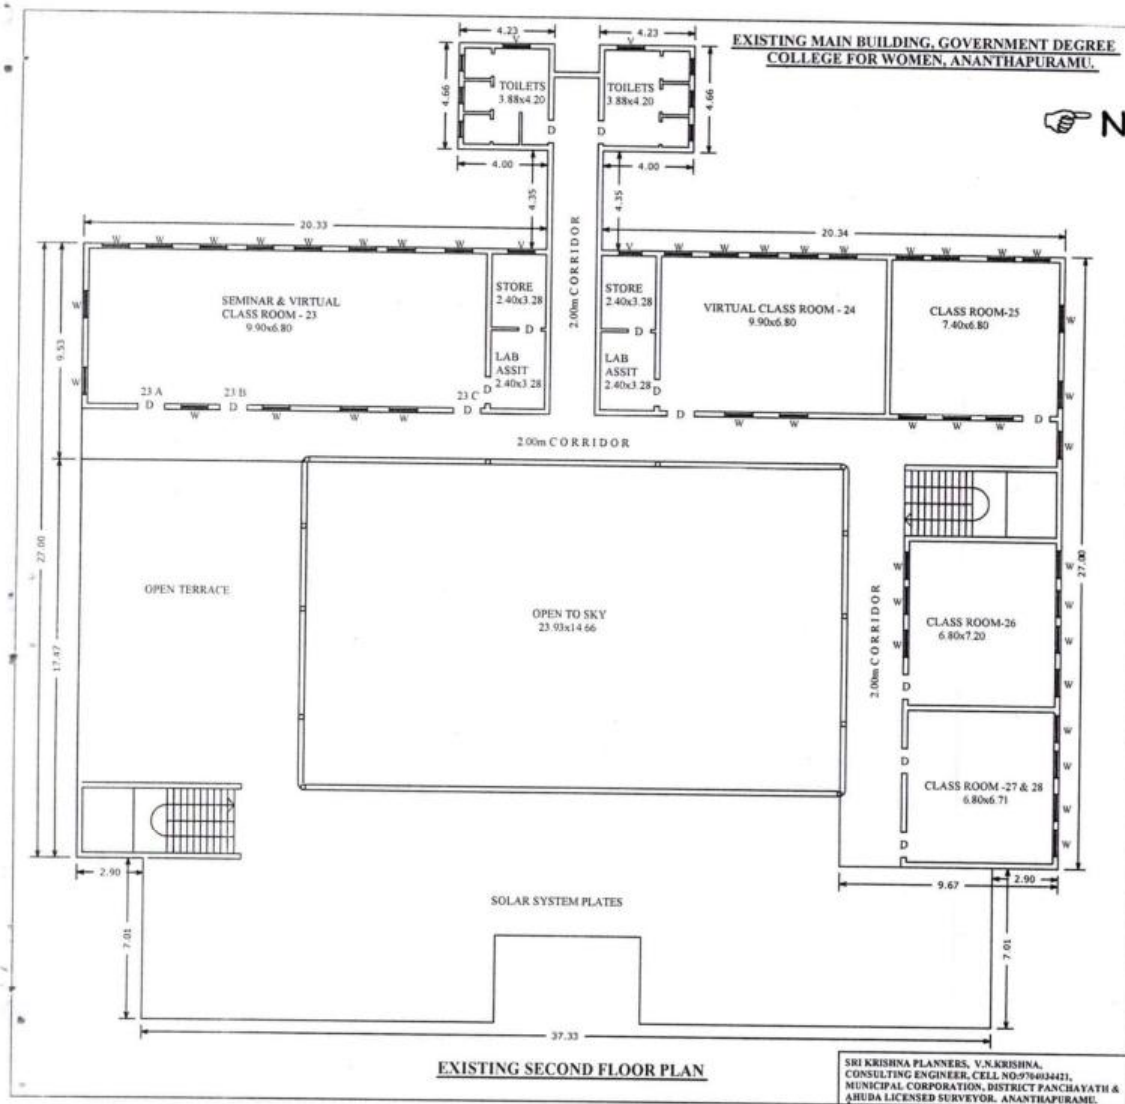 EXISTING MAIN BUILDING, GOVERNMENT DEGREE
COLLEGE FOR WOMEN, ANANTHAPURAMU.
N
4.23
4.23
V
V
TOILETS
3.88x4.20
TOILETS
3.88x4.20
4.66
4.66
D
D
4.00
4.00
4.35
4.35
20.33
20.34
W W W W W W W W V
V W W W W W W W W W
2.00m CORRIDOR
SEMINAR & VIRTUAL
CLASS ROOM - 23
9.90x6.80
STORE
2.40x3.28
STORE
2.40x3.28
VIRTUAL CLASS ROOM - 24
9.90x6.80
CLASS ROOM-25
7.40x6.80
W
W
D
D
LAB
ASSIT
2.40x3.28
LAB
ASSIT
2.40x3.28
W
W
9.53
23 A
23 B
23 C
D
D
D
D
D
W W W W
D
W W
W W W
D
W
2.00m CORRIDOR
27.00
17.47
27.00
OPEN TERRACE
OPEN TO SKY
23.93x14.66
2.00m CORRIDOR
W
W
W
CLASS ROOM-26
6.80x7.20
W
W
W
W
D
D
CLASS ROOM -27 & 28
6.80x6.71
W
W
W
W
D
2.90
9.67
2.90
SOLAR SYSTEM PLATES
7.01
7.01
37.33
EXISTING SECOND FLOOR PLAN
SRI KRISHNA PLANNERS, V.N.KRISHNA,
CONSULTING ENGINEER, CELL NO:9704034421,
MUNICIPAL CORPORATION, DISTRICT PANCHAYATH &
AHUDA LICENSED SURVEYOR. ANANTHAPURAMU.